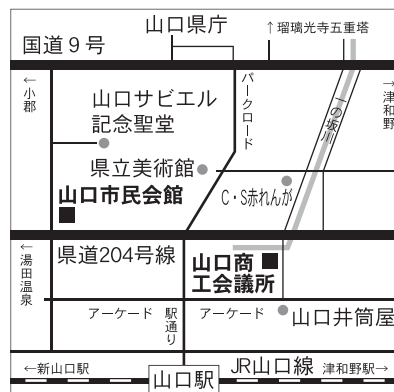 山口県庁
↑瑠璃光寺五重塔
国道9号
←小郡
パークロード
一の坂川
→津和野
山口サビエル
記念聖堂
県立美術館
C・S赤れんが
山口市民会館
←湯田温泉
県道204号線
山口商
工会議所
アーケード
駅通り
アーケード
山口井筒屋
←新山口駅
JR山口線
津和野駅→
山口駅